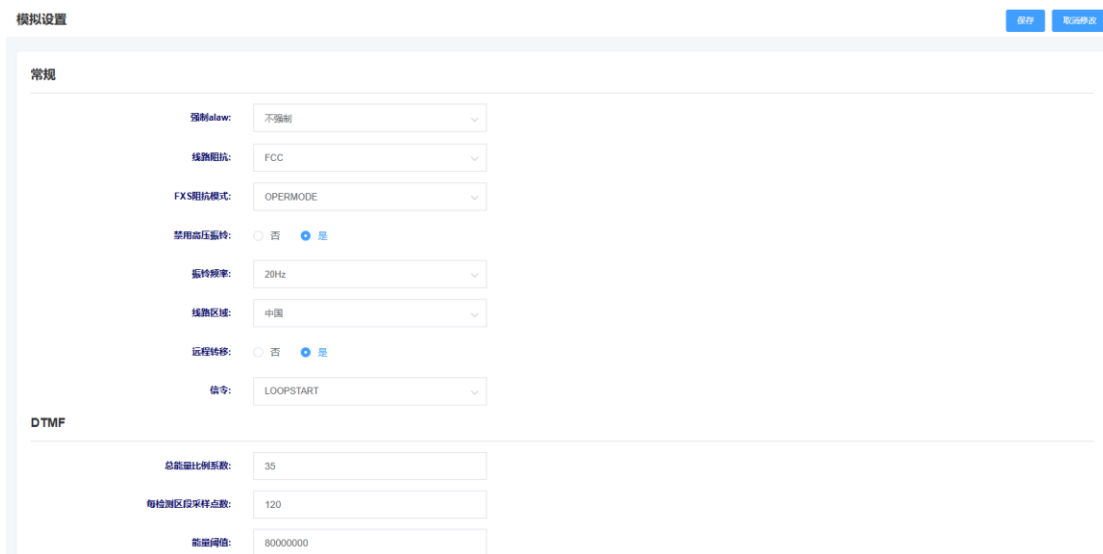 模拟设置
保存 取消修改
常规
强制alaw: 不强制
线路阻抗: FCC
FXS阻抗模式: OPERMODE
禁用高压振铃: 否 是
振铃频率: 20Hz
线路区域: 中国
远程转移: 否 是
信令: LOOPSTART
DTMF
总能量比例系数: 35
每检测区段采样点数: 120
能量阈值: 80000000